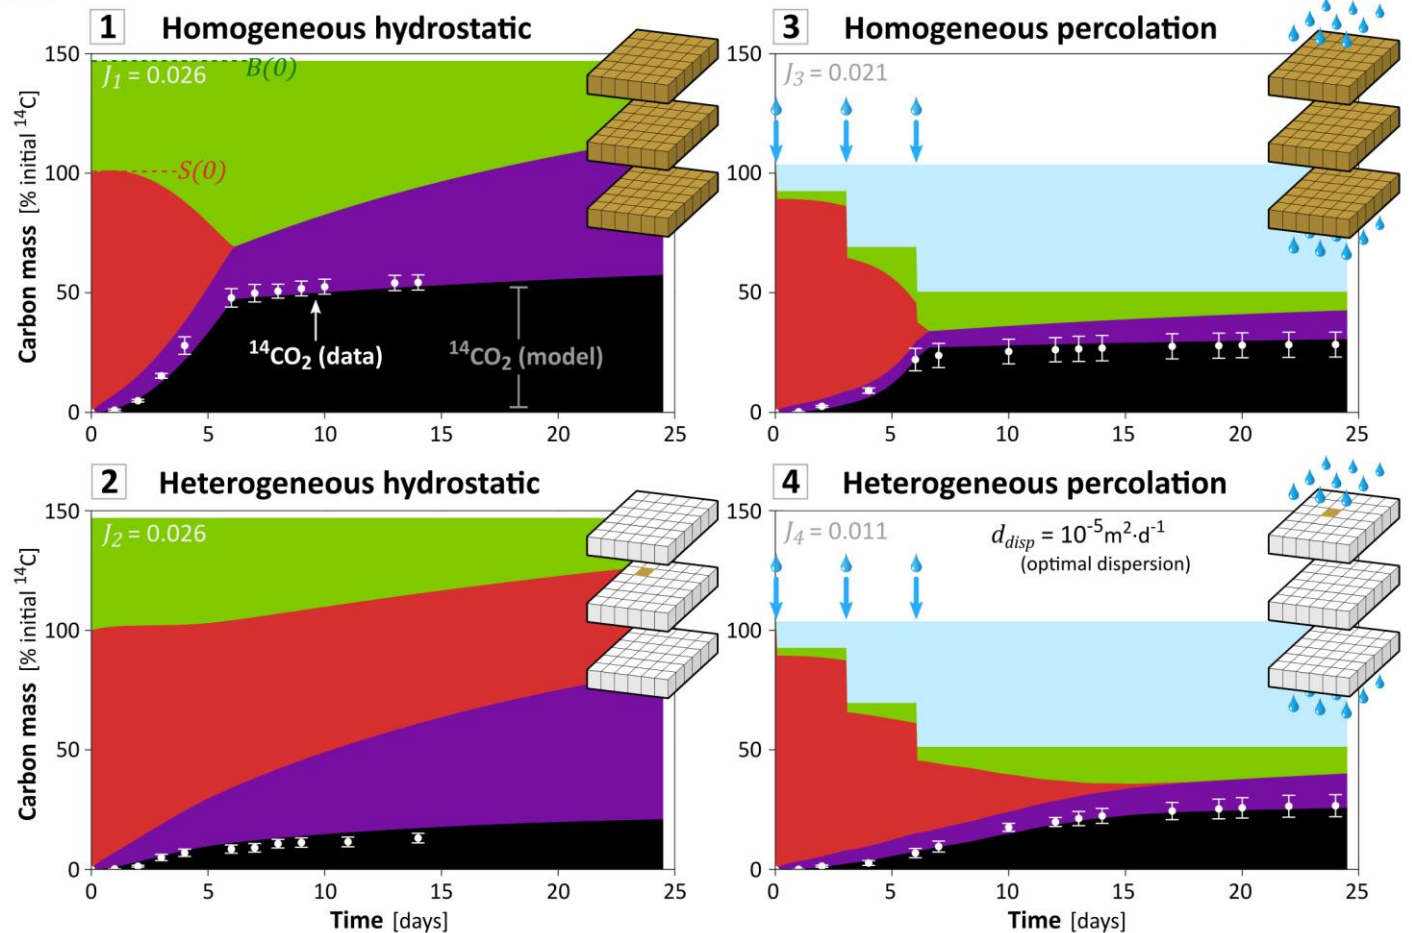 1 Homogeneous hydrostatic
150
100
50
0
Carbon mass [% initial ¹⁴C]
J₁ = 0.026
B(0)
S(0)
¹⁴CO₂ (data)
¹⁴CO₂ (model)
0 5 10 15 20 25
3 Homogeneous percolation
150
100
50
0
J₃ = 0.021
0 5 10 15 20 25
2 Heterogeneous hydrostatic
150
100
50
0
Carbon mass [% initial ¹⁴C]
J₂ = 0.026
0 5 10 15 20 25
Time [days]
4 Heterogeneous percolation
150
100
50
0
J₄ = 0.011
d_disp = 10⁻⁵m²·d⁻¹
(optimal dispersion)
0 5 10 15 20 25
Time [days]